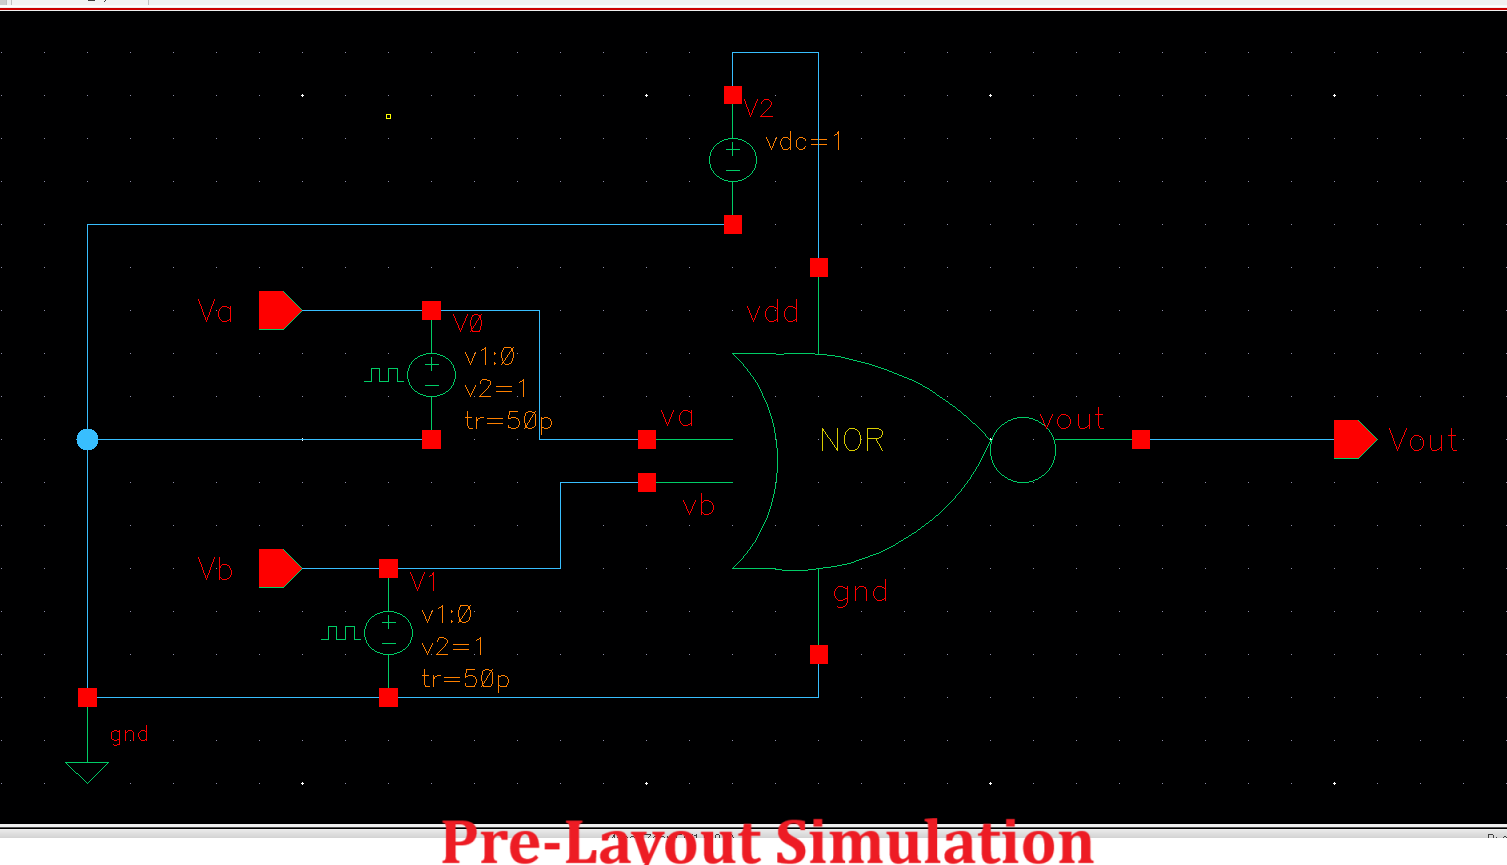 V2
vdc=1
Va
V0
vdd
v1:0
v2=1
tr=50p
va
NOR
vout
Vout
vb
Vb
V1
gnd
v1:0
v2=1
tr=50p
gnd
Pre-Layout Simulation